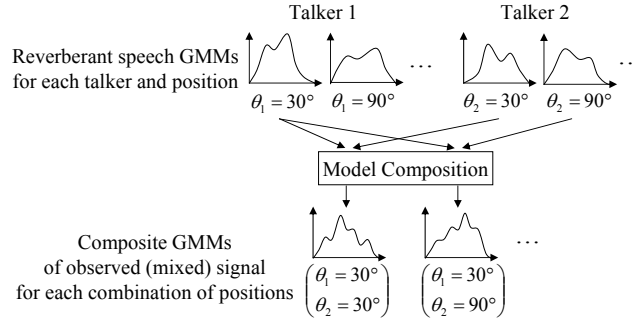 Talker 1 Talker 2
Reverberant speech GMMs
for each talker and position
… … ..
θ₁ = 30° θ₁ = 90° θ₂ = 30° θ₂ = 90°
Model Composition
Composite GMMs
of observed (mixed) signal
for each combination of positions
…
(θ₁ = 30° (θ₁ = 30°
θ₂ = 30°) θ₂ = 90°)